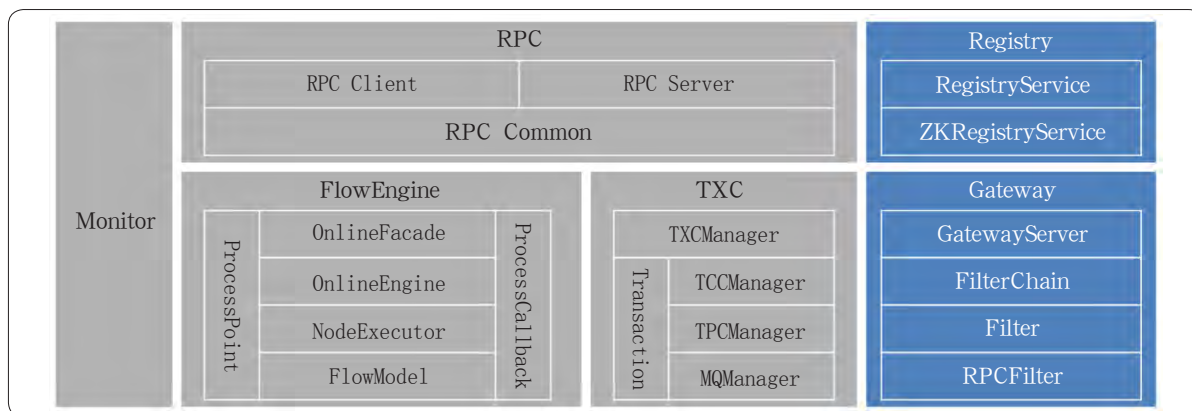 Monitor
RPC
RPC Client
RPC Server
RPC Common
Registry
RegistryService
ZKRegistryService
FlowEngine
ProcessPoint
OnlineFacade
OnlineEngine
NodeExecutor
FlowModel
ProcessCallback
TXC
TXCManager
Transaction
TCCManager
TPCManager
MQManager
Gateway
GatewayServer
FilterChain
Filter
RPCFilter